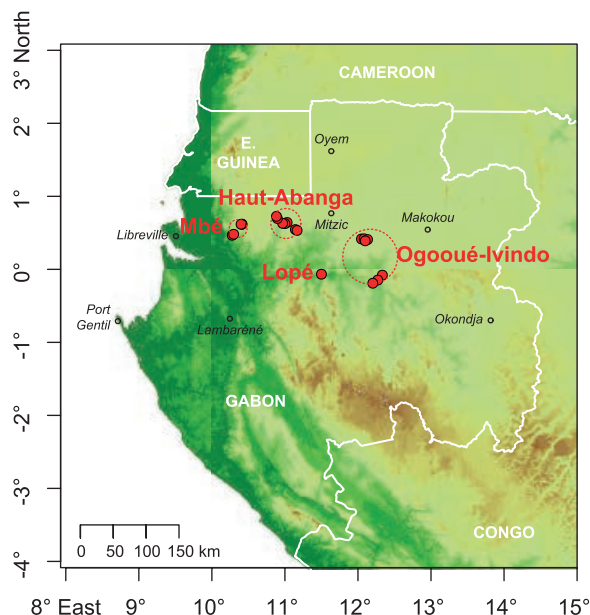 3° North
2°
1°
0°
-1°
-2°
-3°
-4°
CAMEROON
Oyem
E.
GUINEA
Haut-Abanga
Mbé
Mitzic
Makokou
Libreville
Ogooué-Ivindo
Lopé
Port
Gentil
Lambaréné
Okondja
GABON
CONGO
0 50 100 150 km
8° East 9° 10° 11° 12° 13° 14° 15°